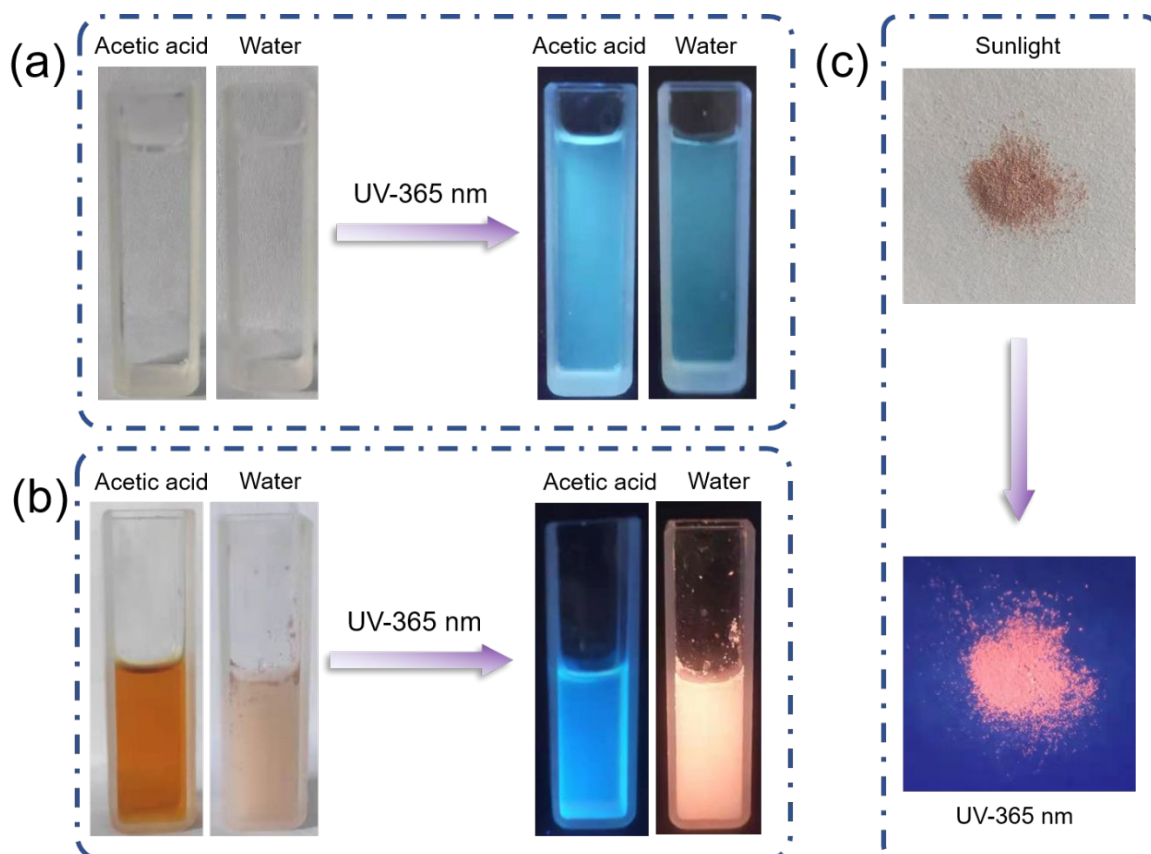 (a)
Acetic acid Water
UV-365 nm
Acetic acid Water
(b)
Acetic acid Water
UV-365 nm
Acetic acid Water
(c)
Sunlight
UV-365 nm